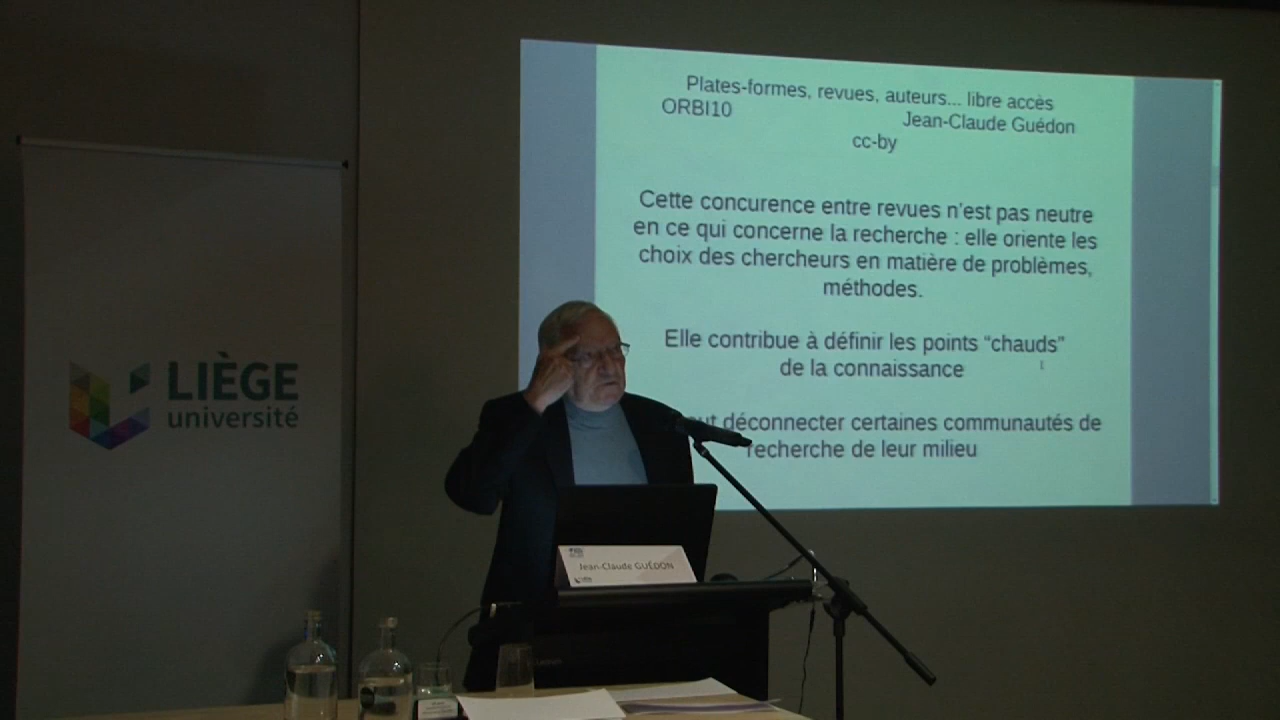 Plates-formes, revues, auteurs... libre accès
ORBI10 Jean-Claude Guédon
cc-by
Cette concurence entre revues n'est pas neutre
en ce qui concerne la recherche : elle oriente les
choix des chercheurs en matière de problèmes,
méthodes.
Elle contribue à définir les points “chauds”
de la connaissance
déconnecter certaines communautés de
recherche de leur milieu
LIÈGE
université
Jean-Claude GUÉDON